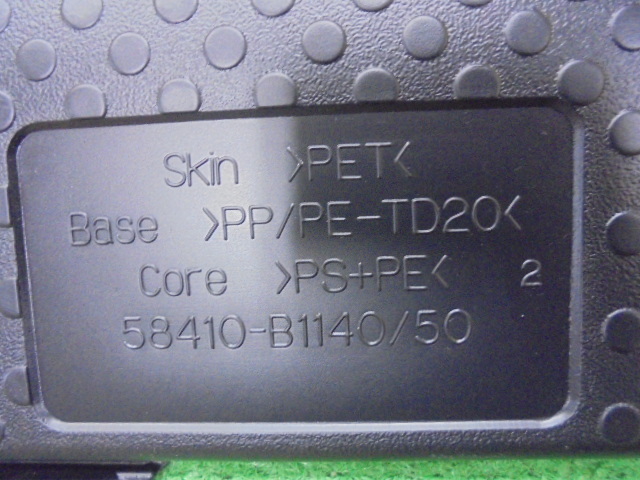 Skin >PET<
Base >PP/PE-TD20<
Core >PS+PE< 2
58410-B1140/50